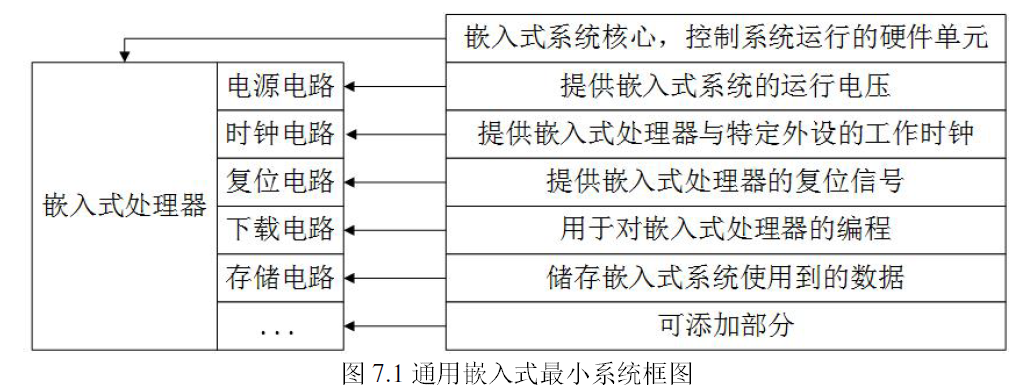 嵌入式系统核心，控制系统运行的硬件单元
电源电路
提供嵌入式系统的运行电压
时钟电路
提供嵌入式处理器与特定外设的工作时钟
嵌入式处理器
复位电路
提供嵌入式处理器的复位信号
下载电路
用于对嵌入式处理器的编程
存储电路
储存嵌入式系统使用到的数据
...
可添加部分
图 7.1 通用嵌入式最小系统框图